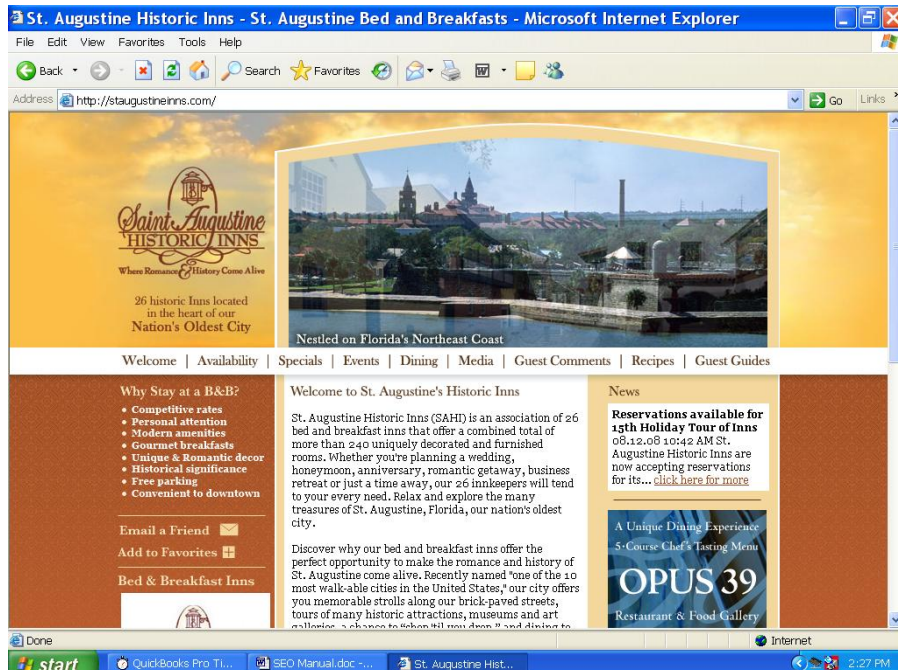 St. Augustine Historic Inns - St. Augustine Bed and Breakfasts - Microsoft Internet Explorer
File Edit View Favorites Tools Help
Back Search Favorites
Address http://staugustineinns.com/ Go Links »
Saint Augustine
HISTORIC INNS
Where Romance & History Come Alive
26 historic Inns located
in the heart of our
Nation's Oldest City
Nestled on Florida's Northeast Coast
Welcome | Availability | Specials | Events | Dining | Media | Guest Comments | Recipes | Guest Guides
Why Stay at a B&B?
• Competitive rates
• Personal attention
• Modern amenities
• Gourmet breakfasts
• Unique & Romantic decor
• Historical significance
• Free parking
• Convenient to downtown
Email a Friend
Add to Favorites
Bed & Breakfast Inns
Welcome to St. Augustine's Historic Inns
St. Augustine Historic Inns (SAHI) is an association of 26
bed and breakfast inns that offer a combined total of
more than 240 uniquely decorated and furnished
rooms. Whether you're planning a wedding,
honeymoon, anniversary, romantic getaway, business
retreat or just a time away, our 26 innkeepers will tend
to your every need. Relax and explore the many
treasures of St. Augustine, Florida, our nation's oldest
city.
Discover why our bed and breakfast inns offer the
perfect opportunity to make the romance and history of
St. Augustine come alive. Recently named "one of the 10
most walk-able cities in the United States," our city offers
you memorable strolls along our brick-paved streets,
tours of many historic attractions, museums and art
galleries, a chance to "shop 'til you drop," and dining to
News
Reservations available for
15th Holiday Tour of Inns
08.12.08 10:42 AM St.
Augustine Historic Inns are
now accepting reservations
for its... click here for more
A Unique Dining Experience
5-Course Chef's Tasting Menu
OPUS 39
Restaurant & Food Gallery
Done Internet
start QuickBooks Pro Ti... SEO Manual.doc -... St. Augustine Hist... 2:27 PM